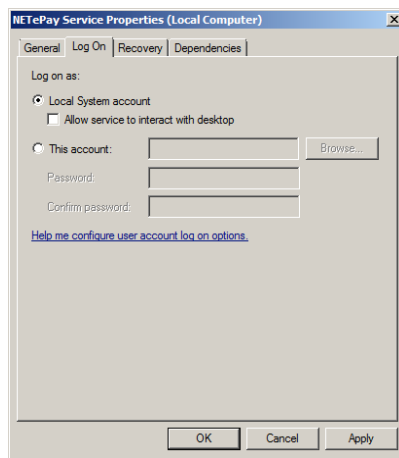 NETePay Service Properties (Local Computer)
General Log On Recovery Dependencies
Log on as:
Local System account
Allow service to interact with desktop
This account: Browse...
Password:
Confirm password:
Help me configure user account log on options.
OK Cancel Apply